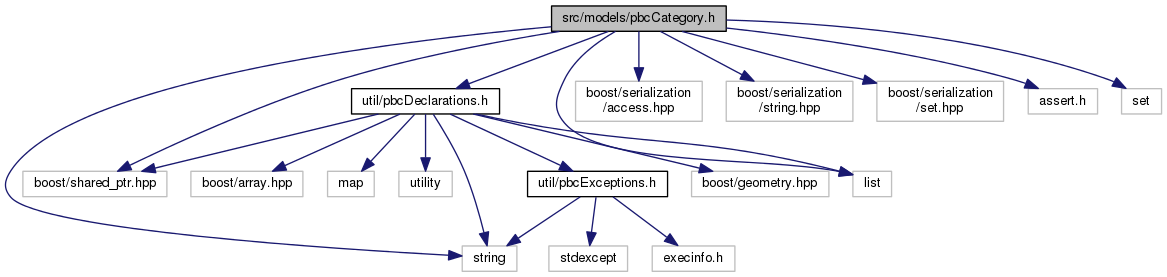 src/models/pbcCategory.h
util/pbcDeclarations.h
boost/serialization
/access.hpp
boost/serialization
/string.hpp
boost/serialization
/set.hpp
assert.h
set
boost/shared_ptr.hpp
boost/array.hpp
map
utility
util/pbcExceptions.h
boost/geometry.hpp
list
string
stdexcept
execinfo.h